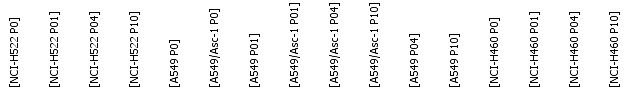 [NCI-H522 P0]
[NCI-H522 P01]
[NCI-H522 P04]
[NCI-H522 P10]
[A549 P0]
[A549/Asc-1 P0]
[A549 P01]
[A549/Asc-1 P01]
[A549/Asc-1 P04]
[A549/Asc-1 P10]
[A549 P04]
[A549 P10]
[NCI-H460 P0]
[NCI-H460 P01]
[NCI-H460 P04]
[NCI-H460 P10]